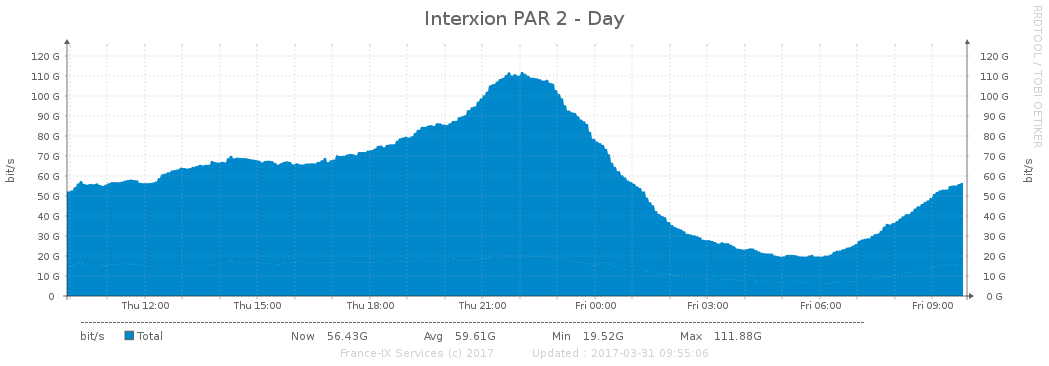 Interxion PAR 2 - Day
RRDTOOL / TOBI OETIKER
bit/s
120 G
110 G
100 G
90 G
80 G
70 G
60 G
50 G
40 G
30 G
20 G
10 G
0
120 G
110 G
100 G
90 G
80 G
70 G
60 G
50 G
40 G
30 G
20 G
10 G
0 G
bit/s
Thu 12:00 Thu 15:00 Thu 18:00 Thu 21:00 Fri 00:00 Fri 03:00 Fri 06:00 Fri 09:00
bit/s Total Now 56.43G Avg 59.61G Min 19.52G Max 111.88G
France-IX Services (c) 2017 Updated : 2017-03-31 09:55:06